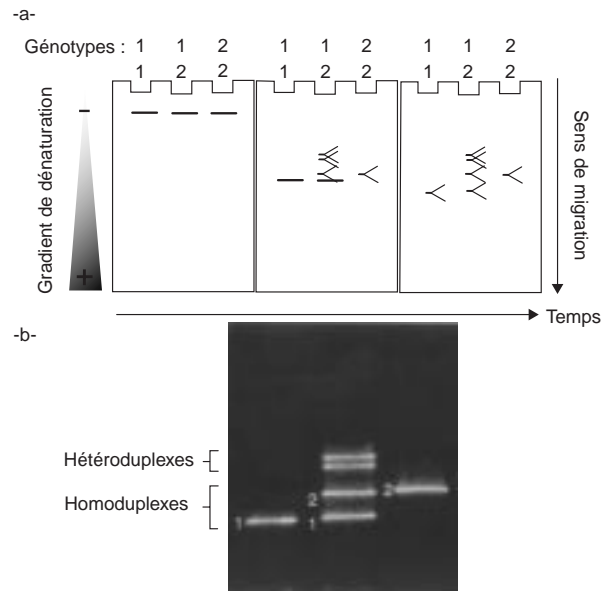 -a-
Génotypes : 1 1 2 1 1 2 1 1 2
1 2 2 1 2 2 1 2 2
Gradient de dénaturation
-
+
Sens de migration
Temps
-b-
Hétéroduplexes
Homoduplexes
1
2
1
2